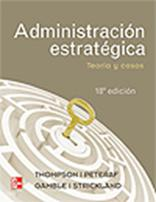 Administración
estratégica
Teoría y casos
18ª edición
THOMPSON | PETERAF
GAMBLE | STRICKLAND